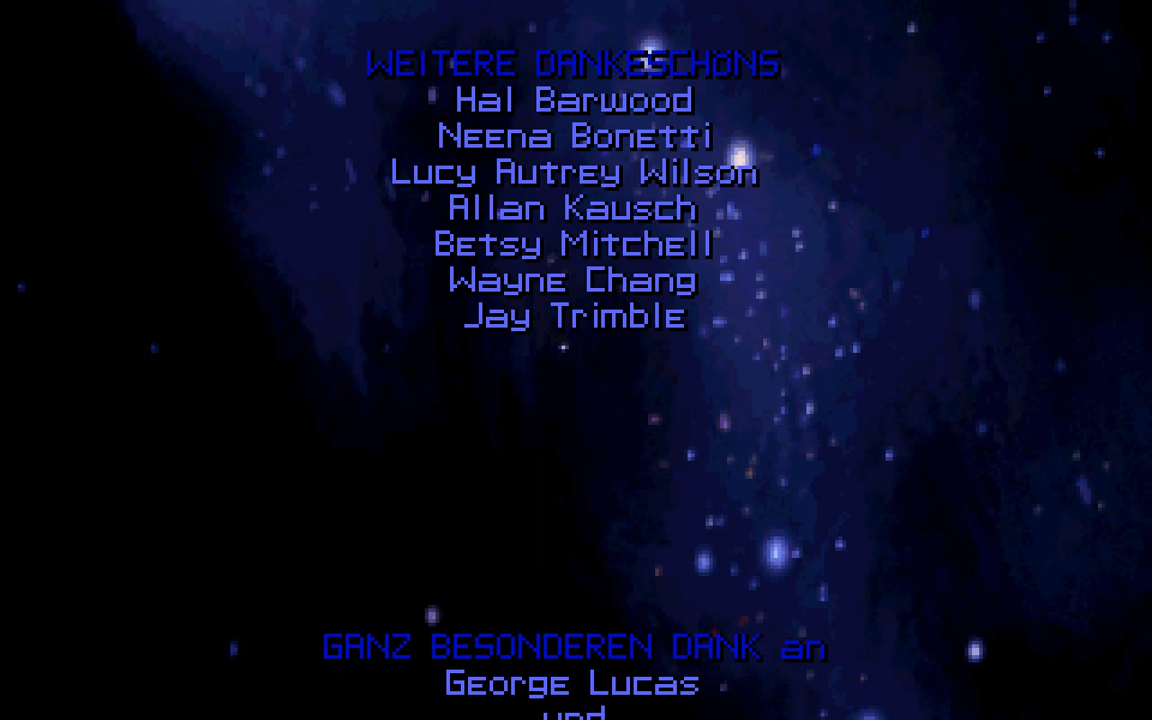 WEITERE DANKESCHÖNS
Hal Barwood
Neena Bonetti
Lucy Autrey Wilson
Allan Kausch
Betsy Mitchell
Wayne Chang
Jay Trimble
GANZ BESONDEREN DANK an
George Lucas
und